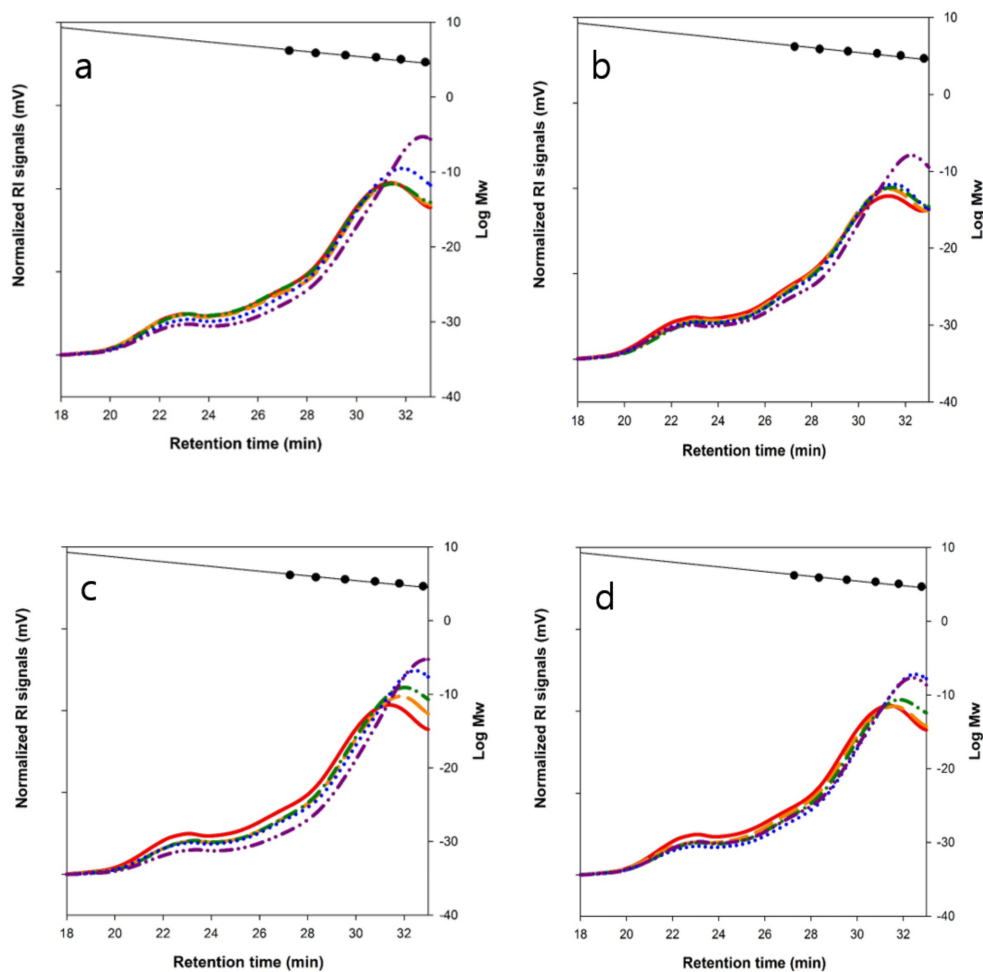 a
Normalized RI signals (mV)
10
0
-10
-20
-30
-40
Log Mw
18 20 22 24 26 28 30 32
Retention time (min)
b
Normalized RI signals (mV)
10
0
-10
-20
-30
-40
Log Mw
18 20 22 24 26 28 30 32
Retention time (min)
c
Normalized RI signals (mV)
10
0
-10
-20
-30
-40
Log Mw
18 20 22 24 26 28 30 32
Retention time (min)
d
Normalized RI signals (mV)
10
0
-10
-20
-30
-40
Log Mw
18 20 22 24 26 28 30 32
Retention time (min)